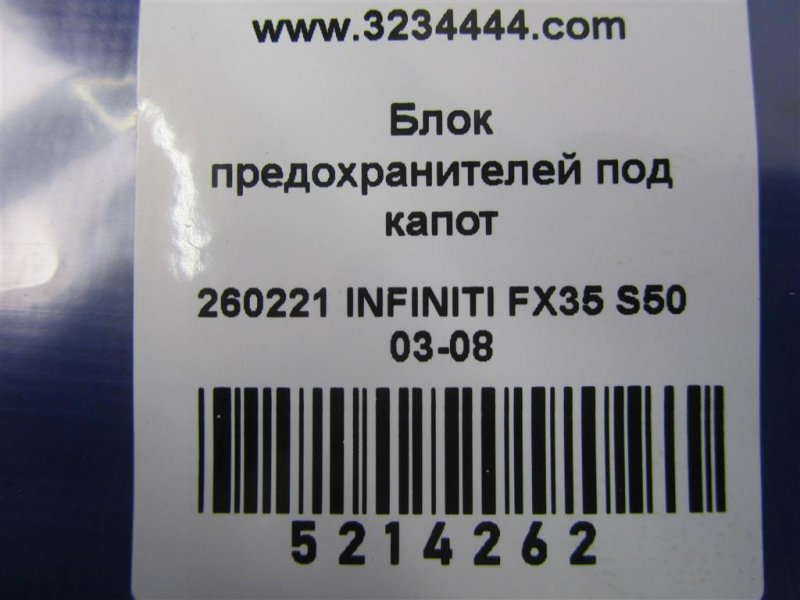 www.3234444.com
Блок
предохранителей под
капот
260221 INFINITI FX35 S50
03-08
5214262